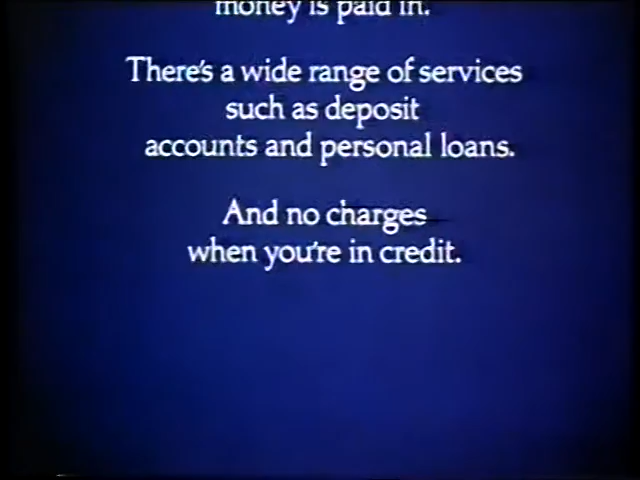 money is paid in.
There's a wide range of services
such as deposit
accounts and personal loans.
And no charges
when you're in credit.